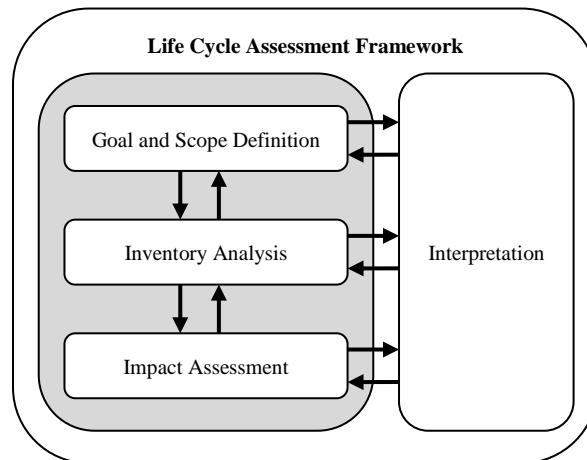 Life Cycle Assessment Framework
Goal and Scope Definition
Inventory Analysis
Interpretation
Impact Assessment